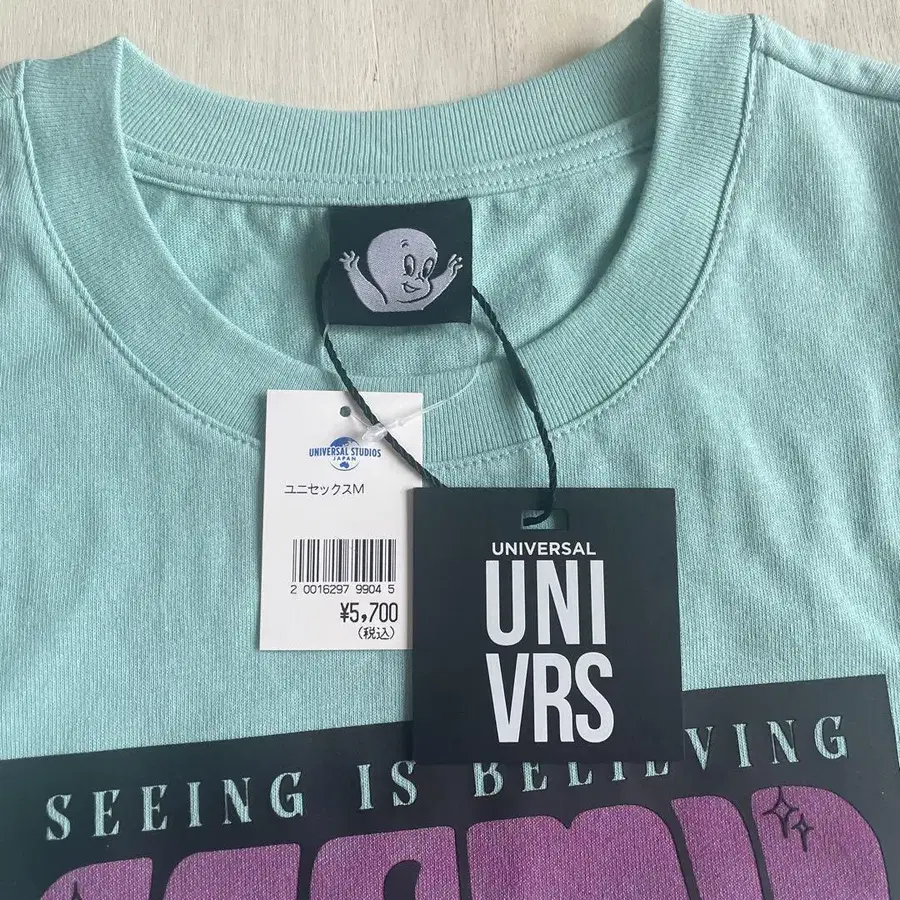 UNIVERSAL STUDIOS
JAPAN
ユニセックスM
2 0016297 9904 5
¥5,700
(税込)
UNIVERSAL
UNI
VRS
SEEING IS BELIEVING